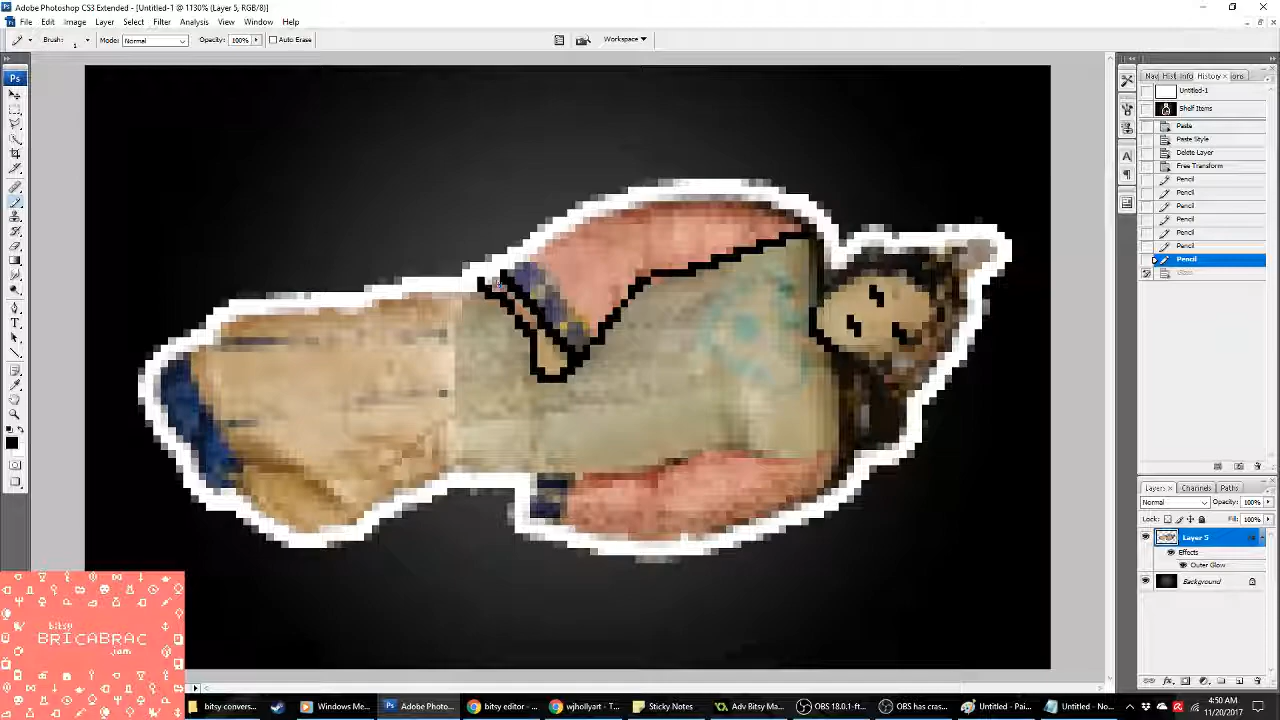 Adobe Photoshop CS3 Extended - [Untitled-1 @ 1130% (Layer 5, RGB/8)]
File Edit Image Layer Select Filter Analysis View Window Help
Brush: 1 Mode: Normal Opacity: 100% Auto Erase Workspace
Ps
Nav Hist Info History x
Untitled-1
Shelf Items
Paste
Paste Style
Delete Layer
Free Transform
Pencil
Pencil
Pencil
Pencil
Pencil
Pencil
Pencil
Layers x Channels Paths
Normal Opacity: 100%
Lock: Fill: 100%
Layer 5
Effects
Outer Glow
Background
bitsy
BRICABRAC
jam
bitsy convers...
Windows Me...
Adobe Photo...
bitsy editor - ...
wjhollyart - T...
Sticky Notes
Adv Bitsy Ma...
OBS 18.0.1-ft...
OBS has cras...
Untitled - Pai...
Untitled - No...
4:50 AM
11/20/2017